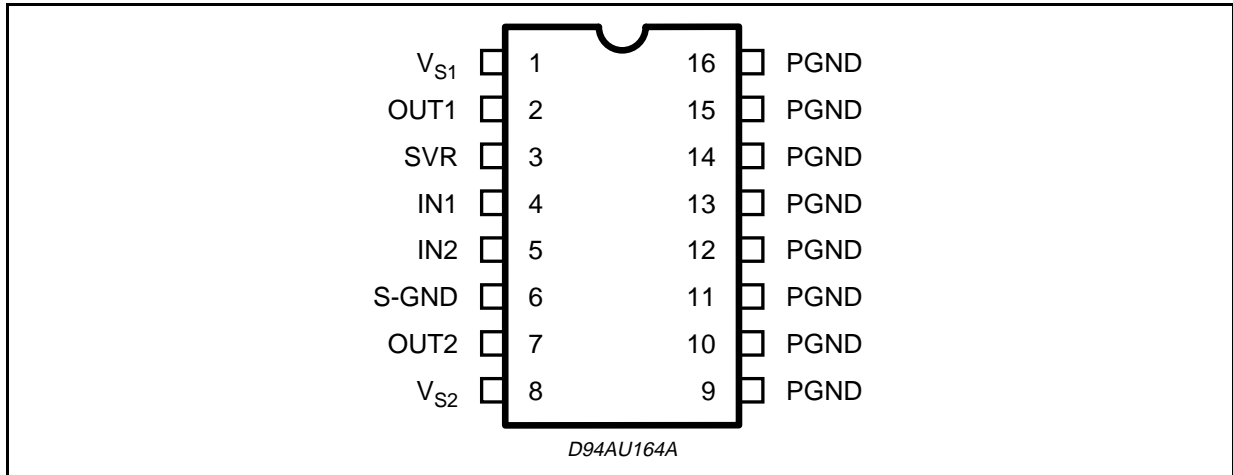 VS1 1 16 PGND
OUT1 2 15 PGND
SVR 3 14 PGND
IN1 4 13 PGND
IN2 5 12 PGND
S-GND 6 11 PGND
OUT2 7 10 PGND
VS2 8 9 PGND
D94AU164A